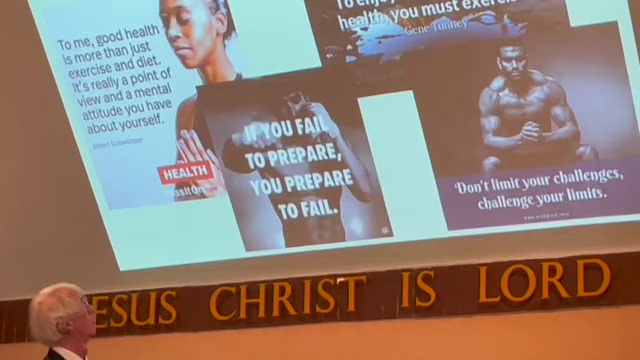 To me, good health
is more than just
exercise and diet.
It's really a point of
view and a mental
attitude you have
about yourself.
HEALTH
To enjoy
health, you must exercise
Gene Tunney
IF YOU FAIL
TO PREPARE,
YOU PREPARE
TO FAIL.
Don't limit your challenges,
challenge your limits.
JESUS CHRIST IS LORD